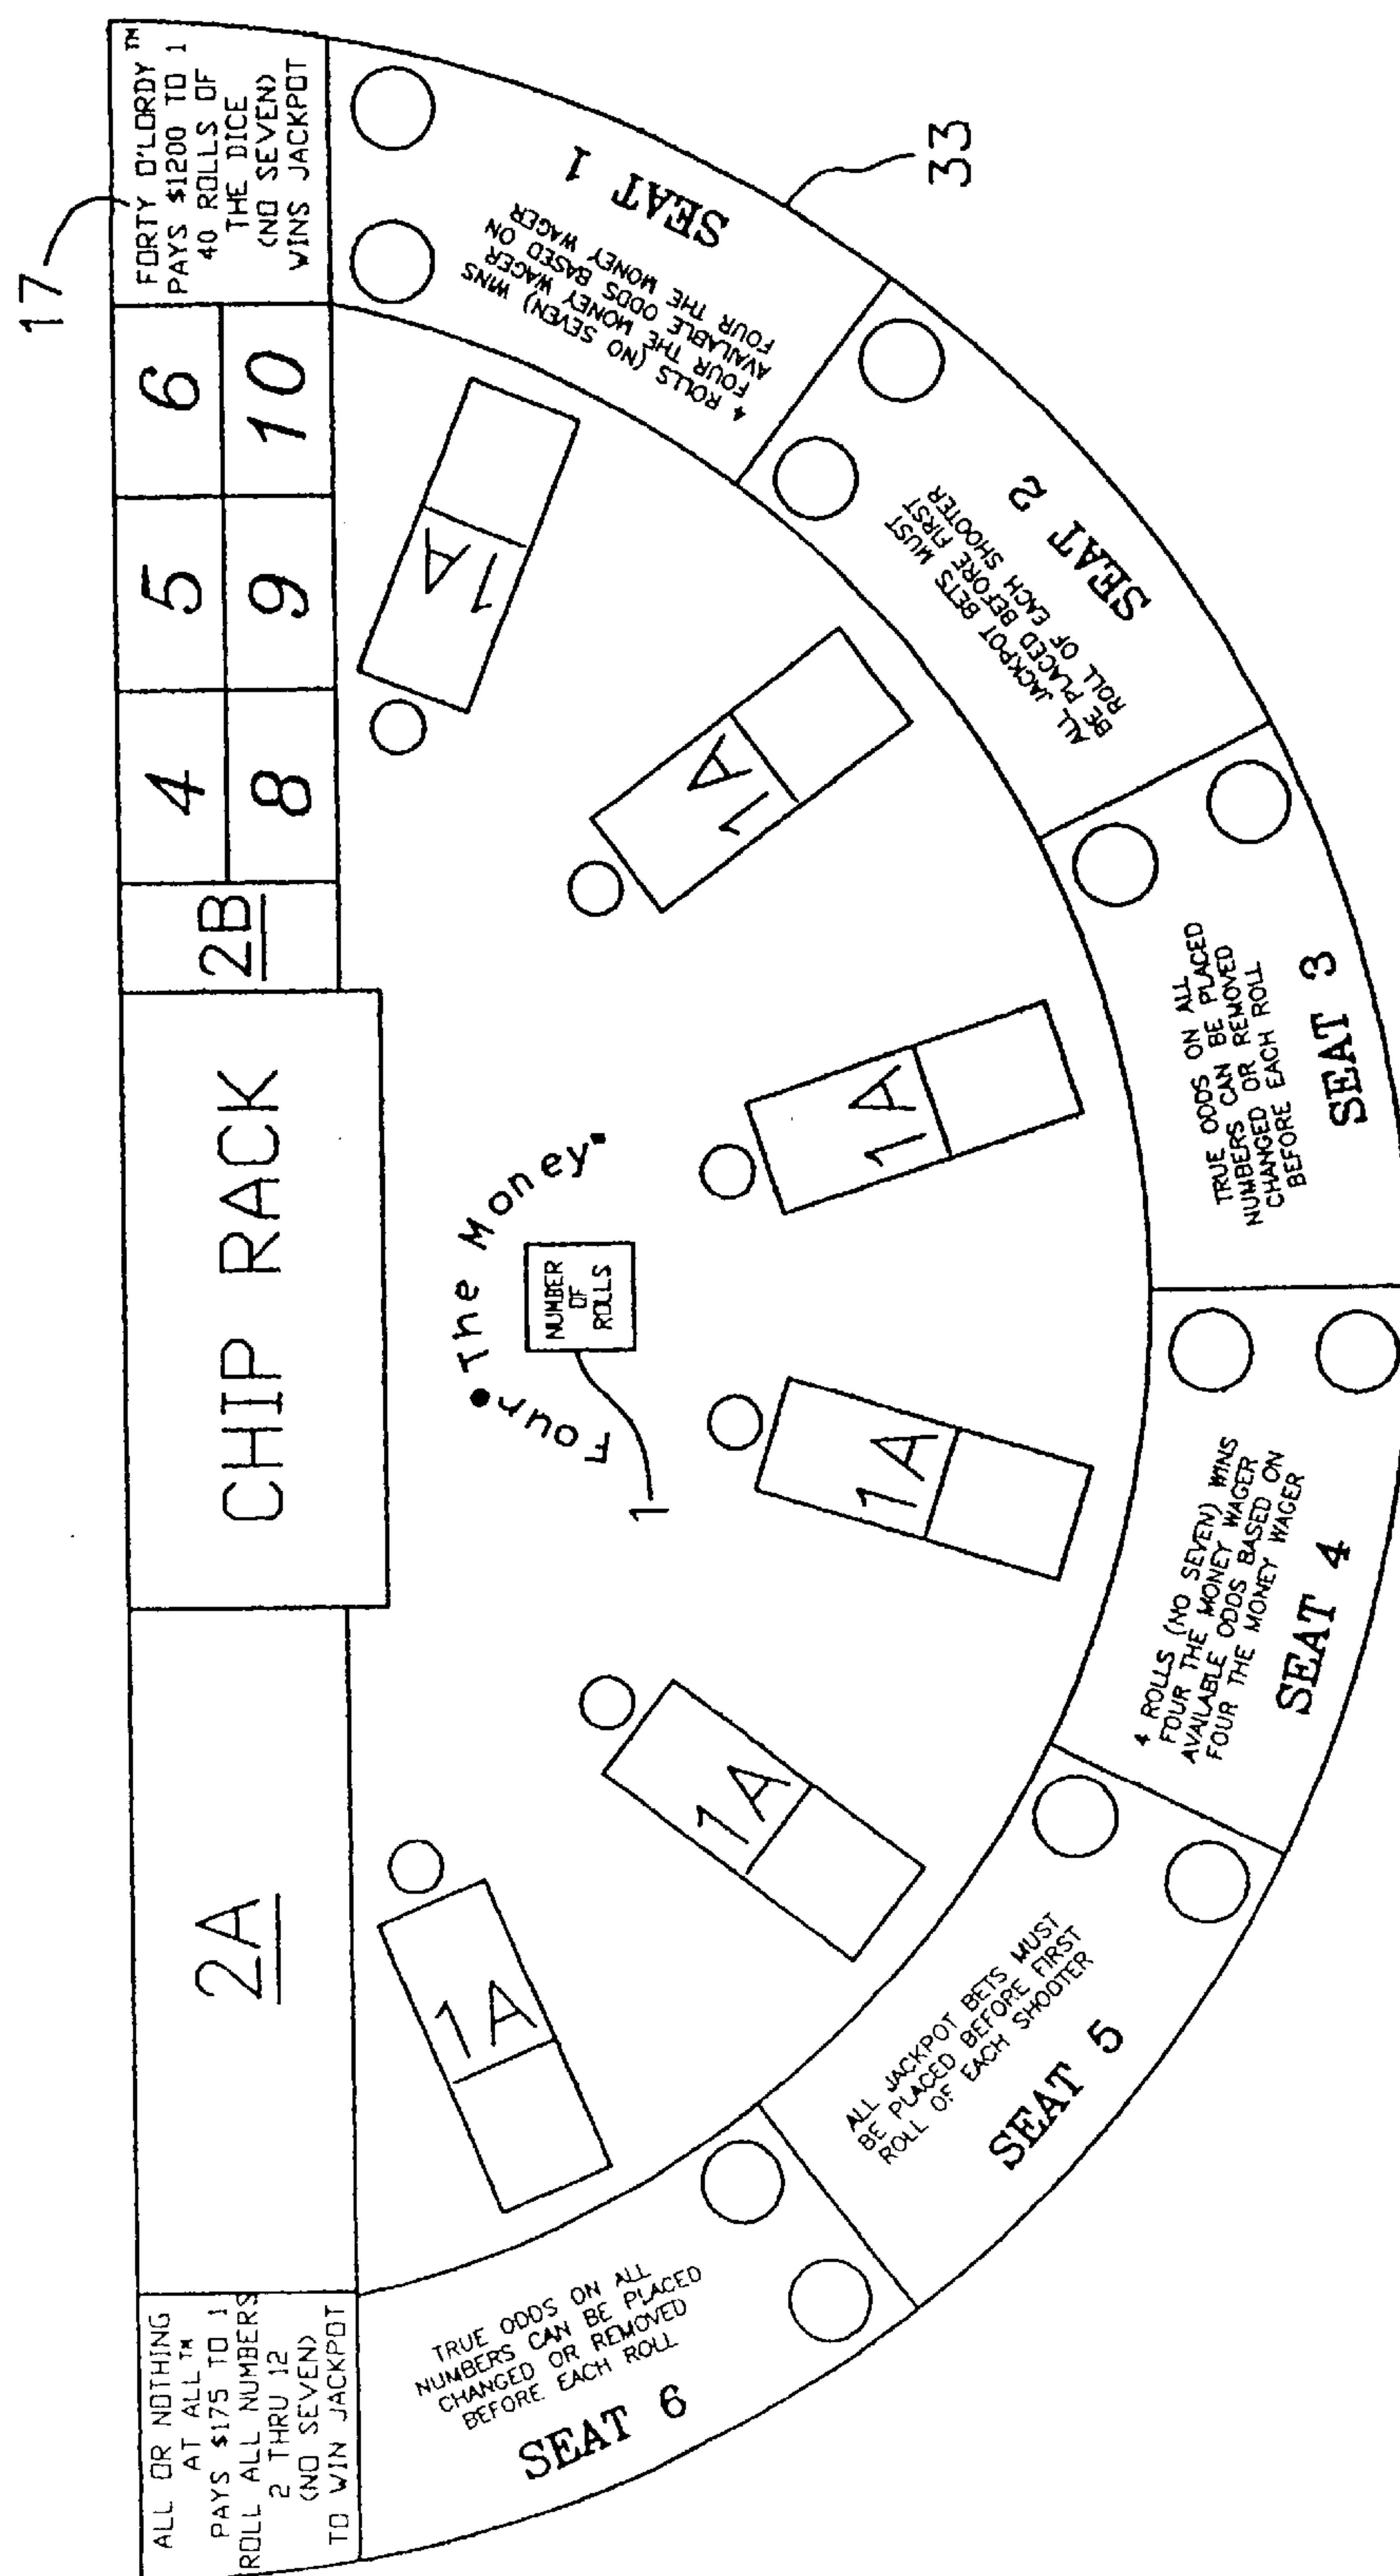 ALL OR NOTHING
AT ALL™
PAYS $175 TO 1
ROLL ALL NUMBERS
2 THRU 12
(NO SEVEN)
TO WIN JACKPOT
2A
CHIP RACK
2B
4
5
6
8
9
10
FORTY O'LORDY™
PAYS $1200 TO 1
40 ROLLS OF
THE DICE
(NO SEVEN)
WINS JACKPOT
17
Four • The Money
NUMBER
OF
ROLLS
1
1A
1A
1A
1A
1A
1A
TRUE ODDS ON ALL
NUMBERS CAN BE PLACED
CHANGED OR REMOVED
BEFORE EACH ROLL
SEAT 6
ALL JACKPOT BETS MUST
BE PLACED BEFORE FIRST
ROLL OF EACH SHOOTER
SEAT 5
4 ROLLS (NO SEVEN) WINS
FOUR THE MONEY WAGER
AVAILABLE ODDS BASED ON
FOUR THE MONEY WAGER
SEAT 4
TRUE ODDS ON ALL
NUMBERS CAN BE PLACED
CHANGED OR REMOVED
BEFORE EACH ROLL
SEAT 3
ALL JACKPOT BETS MUST
BE PLACED BEFORE FIRST
ROLL OF EACH SHOOTER
SEAT 2
4 ROLLS (NO SEVEN) WINS
FOUR THE MONEY WAGER
AVAILABLE ODDS BASED ON
FOUR THE MONEY WAGER
SEAT 1
33